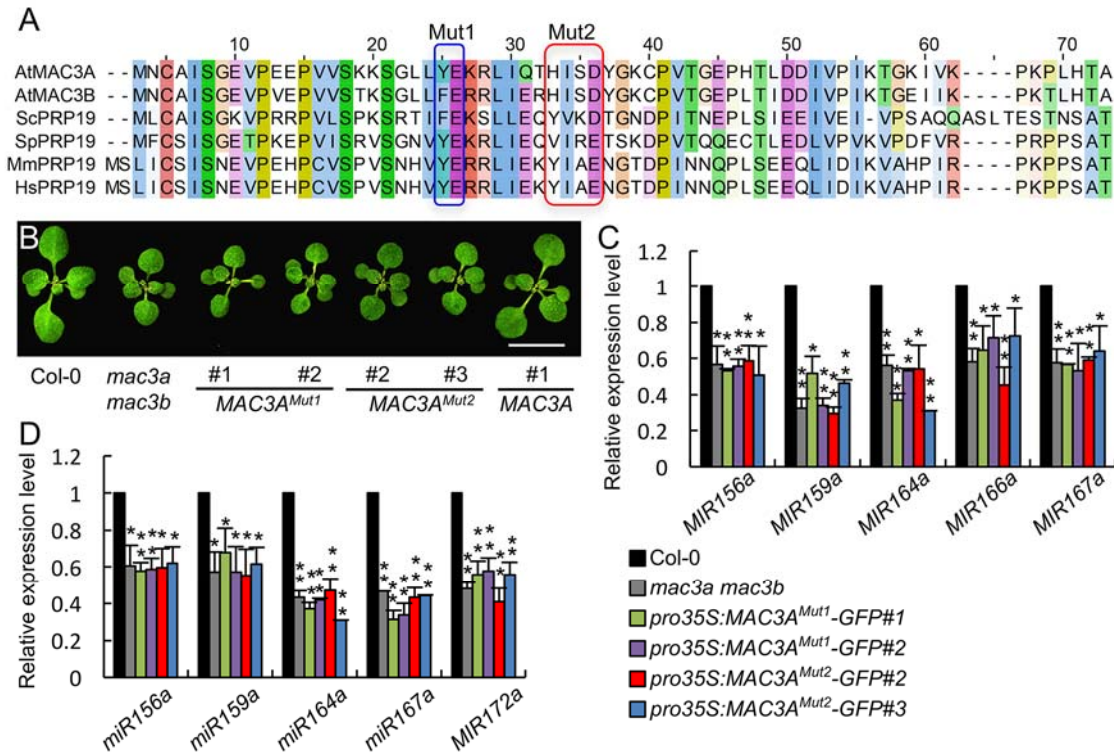 A
Mut1 Mut2
10 20 30 40 50 60 70
AtMAC3A --MNCAISGEVPEEPVVSKKSGLLYEKRLIQTHISDYGKCPVTGEPHTLDDIVPIKTGKIVK----PKPLHTA
AtMAC3B --MNCAISGEVPVEPVVSTKSGLLFERRLIERHISDYGKCPVTGEPLTIDDIVPIKTGEIIK----PKTLHTA
ScPRP19 --MLCAISGKVPRRPVLSPKSRTIFEKSLLEQYVKDTGNDPITNEPLSIEEIVEI-VPSAQQASLTESTNSAT
SpPRP19 --MFCSISGETPKEPVISRVSGNVYEKRLIEQVIRETSKDPVTQQECTLEDLVPVKVPDFVR----PRPPSAT
MmPRP19 MSLICSISNEVPEHPCVSPVSNHVYERRLIEKYIAENGTDPINNQPLSEEQLIDIKVAHPIR----PKPPSAT
HsPRP19 MSLICSISNEVPEHPCVSPVSNHVYERRLIEKYIAENGTDPINNQPLSEEQLIDIKVAHPIR----PKPPSAT
B
Col-0 mac3a mac3b #1 #2 #2 #3 #1
MAC3A^Mut1 MAC3A^Mut2 MAC3A
C
Relative expression level
1.2
1
0.8
0.6
0.4
0.2
0
MIR156a MIR159a MIR164a MIR166a MIR167a
D
Relative expression level
1.2
1
0.8
0.6
0.4
0.2
0
miR156a miR159a miR164a miR167a MIR172a
Col-0
mac3a mac3b
pro35S:MAC3A^Mut1-GFP#1
pro35S:MAC3A^Mut1-GFP#2
pro35S:MAC3A^Mut2-GFP#2
pro35S:MAC3A^Mut2-GFP#3